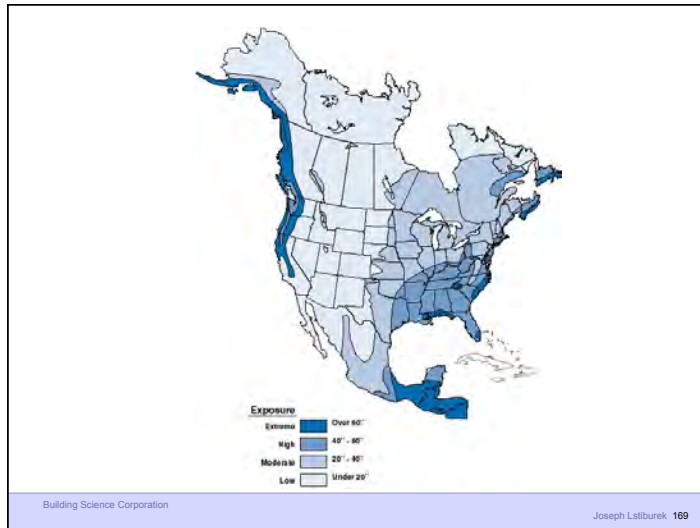 Exposure
Extreme Over 60"
High 40" - 60"
Moderate 20" - 40"
Low Under 20"
Building Science Corporation
Joseph Lstiburek 169